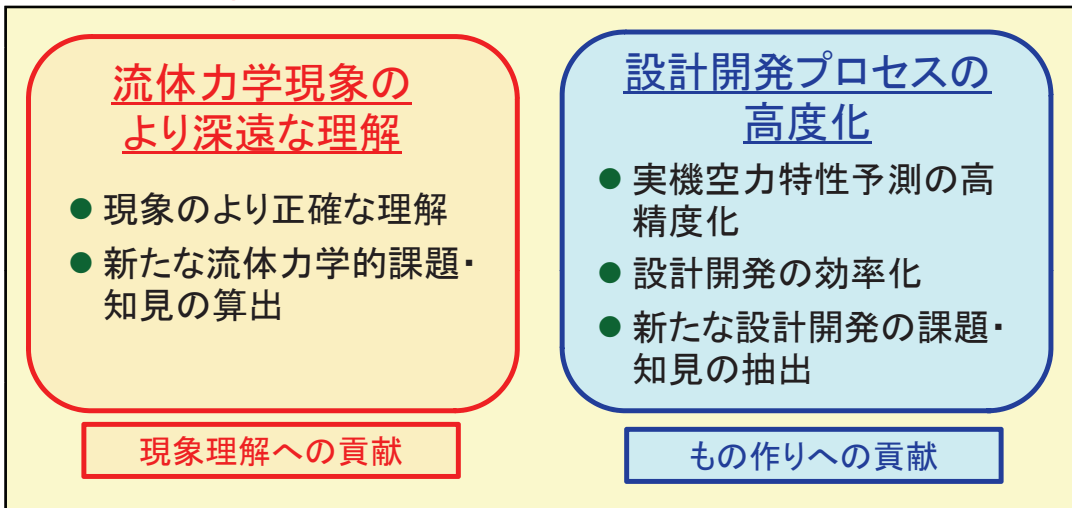 流体力学現象の
より深遠な理解
● 現象のより正確な理解
● 新たな流体力学的課題・
知見の算出
現象理解への貢献
設計開発プロセスの
高度化
● 実機空力特性予測の高
精度化
● 設計開発の効率化
● 新たな設計開発の課題・
知見の抽出
もの作りへの貢献